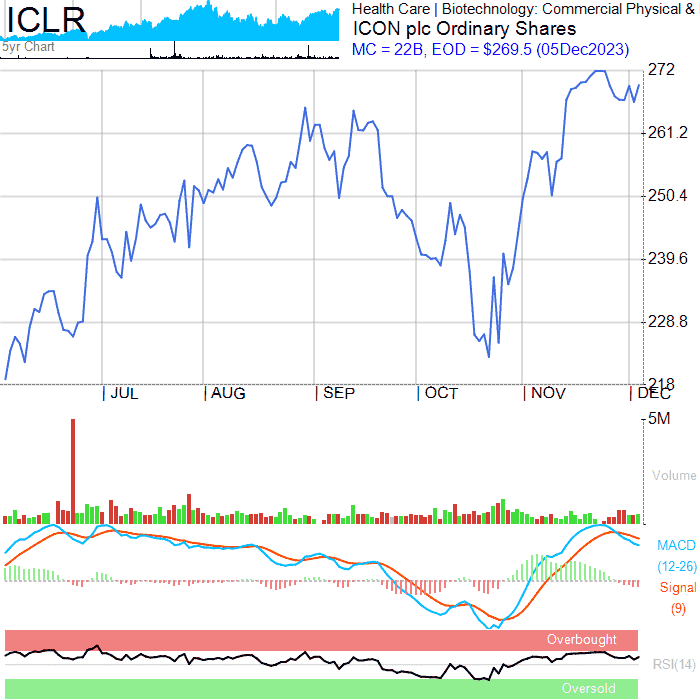 ICLR
5yr Chart
Health Care | Biotechnology: Commercial Physical &
ICON plc Ordinary Shares
MC = 22B, EOD = $269.5 (05Dec2023)
272
261.2
250.4
239.6
228.8
218
| JUL | AUG | SEP | OCT | NOV | DEC
5M
Volume
MACD
(12-26)
Signal
(9)
Overbought
RSI(14)
Oversold